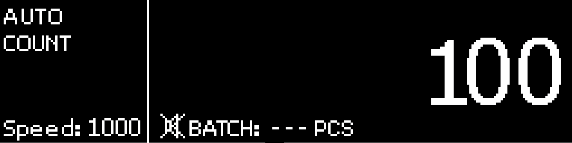 AUTO
COUNT
100
Speed: 1000
BATCH: --- PCS